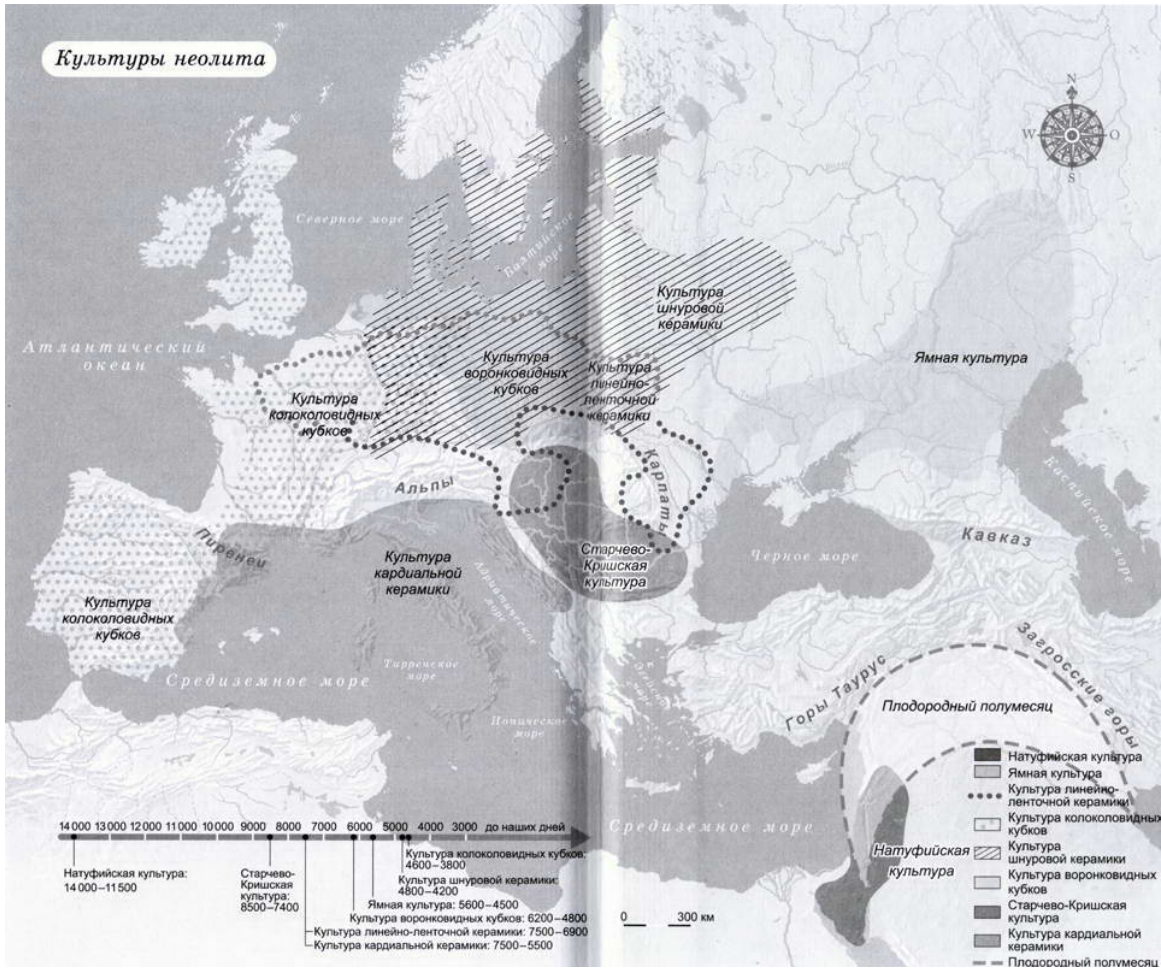 Культуры неолита
N
W
O
S
Северное море
Балтийское
море
Атлантический
океан
Культура
шнуровой
керамики
Культура
воронковидных
кубков
Культура
линейно-
ленточной
керамики
Ямная культура
Культура
колоколовидных
кубков
Альпы
Карпаты
Каспийское море
Пиренеи
Культура
кардиальной
керамики
Адриатическое
море
Старчево-
Кришская
культура
Черное море
Кавказ
Культура
колоколовидных
кубков
Тирренское
море
Средиземное море
Ионическое
море
Горы Таурус
Загросские горы
Плодородный полумесяц
Средиземное море
Натуфийская
культура
14 000 13 000 12 000 11 000 10 000 9000 8000 7000 6000 5000 4000 3000 до наших дней
Натуфийская культура:
14 000–11 500
Старчево-
Кришская
культура:
8500–7400
Культура колоколовидных кубков:
4600–3800
Культура шнуровой керамики:
4800–4200
Ямная культура: 5600–4500
Культура воронковидных кубков: 6200–4800
Культура линейно-ленточной керамики: 7500–6900
Культура кардиальной керамики: 7500–5500
0 300 км
Натуфийская культура
Ямная культура
Культура линейно-
ленточной керамики
Культура колоколовидных
кубков
Культура
шнуровой керамики
Культура воронковидных
кубков
Старчево-Кришская
культура
Культура кардиальной
керамики
Плодородный полумесяц